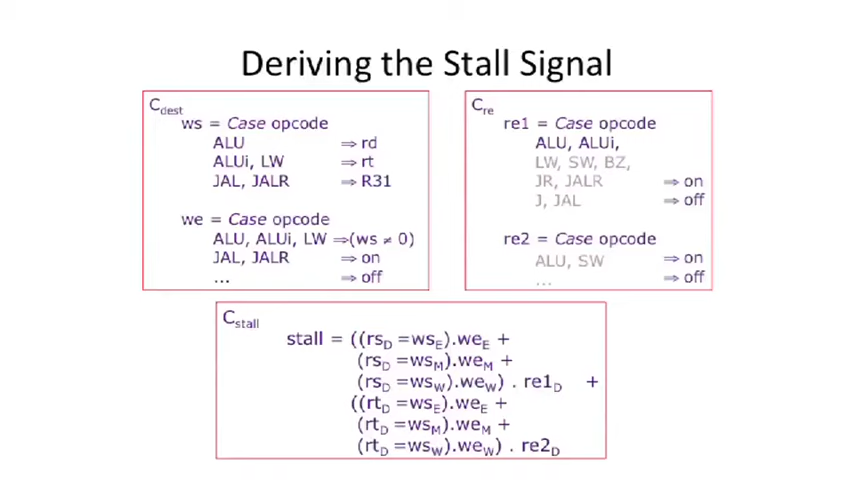 Deriving the Stall Signal
Cdest
ws = Case opcode
ALU ⇒ rd
ALUi, LW ⇒ rt
JAL, JALR ⇒ R31
we = Case opcode
ALU, ALUi, LW ⇒(ws ≠ 0)
JAL, JALR ⇒ on
... ⇒ off
Cre
re1 = Case opcode
ALU, ALUi,
LW, SW, BZ,
JR, JALR ⇒ on
J, JAL ⇒ off
re2 = Case opcode
ALU, SW ⇒ on
... ⇒ off
Cstall
stall = ((rsD =wsE).weE +
(rsD =wsM).weM +
(rsD =wsW).weW) . re1D +
((rtD =wsE).weE +
(rtD =wsM).weM +
(rtD =wsW).weW) . re2D